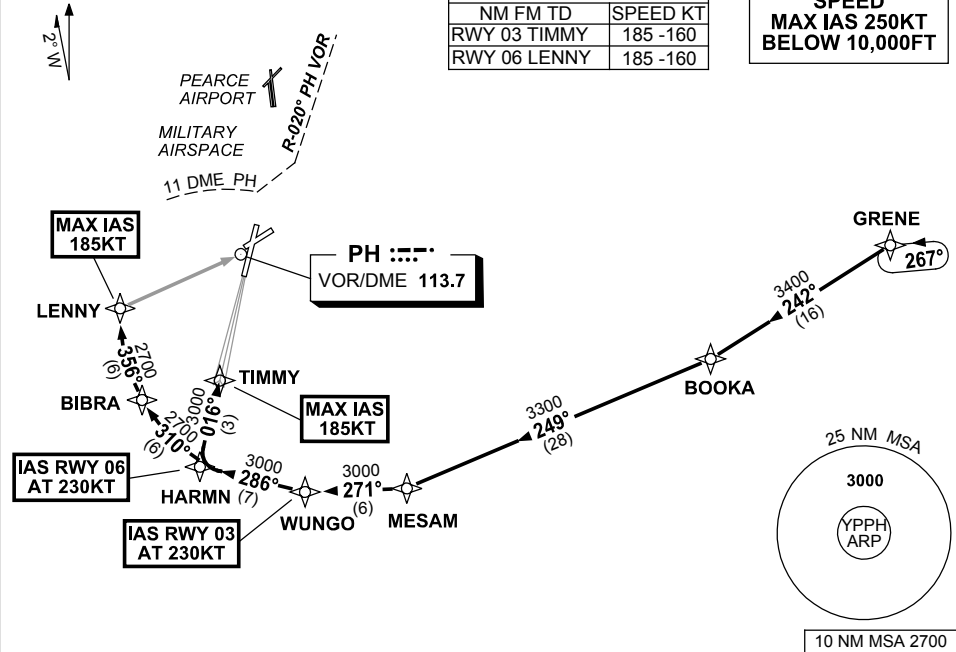 SPEED
MAX IAS 250KT
BELOW 10,000FT
NM FM TD SPEED KT
RWY 03 TIMMY 185 -160
RWY 06 LENNY 185 -160
2° W
PEARCE
AIRPORT
MILITARY
AIRSPACE
R-020° PH VOR
11 DME PH
MAX IAS
185KT
PH
VOR/DME 113.7
GRENE
267°
LENNY
3400
242°
(16)
2700
356°
(6)
TIMMY
BOOKA
BIBRA
3000
016°
(3)
MAX IAS
185KT
3300
249°
(28)
2700
310°
(6)
25 NM MSA
3000
YPPH
ARP
10 NM MSA 2700
IAS RWY 06
AT 230KT
HARMN
3000
286°
(7)
3000
271°
(6)
WUNGO
MESAM
IAS RWY 03
AT 230KT